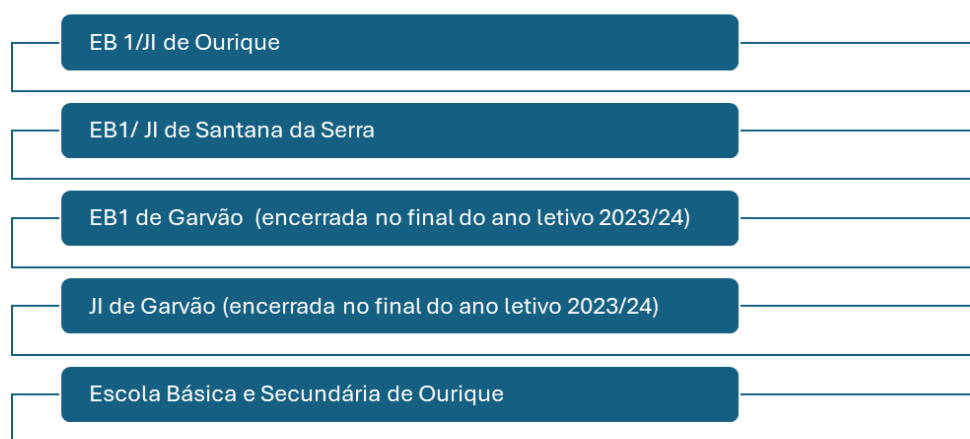 EB 1/JI de Ourique
EB1/ JI de Santana da Serra
EB1 de Garvão  (encerrada no final do ano letivo 2023/24)
JI de Garvão (encerrada no final do ano letivo 2023/24)
Escola Básica e Secundária de Ourique